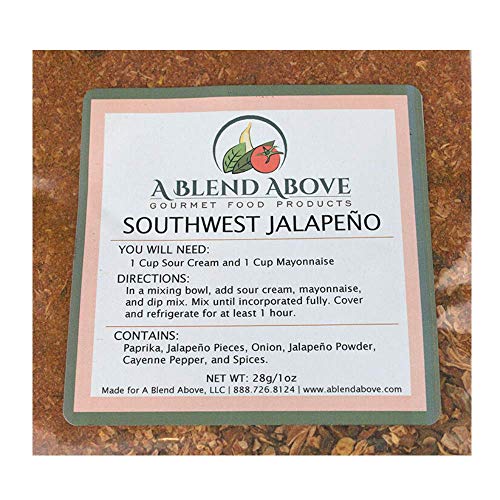 A BLEND ABOVE
GOURMET FOOD PRODUCTS
SOUTHWEST JALAPEÑO
YOU WILL NEED:
1 Cup Sour Cream and 1 Cup Mayonnaise
DIRECTIONS:
In a mixing bowl, add sour cream, mayonnaise,
and dip mix. Mix until incorporated fully. Cover
and refrigerate for at least 1 hour.
CONTAINS:
Paprika, Jalapeño Pieces, Onion, Jalapeño Powder,
Cayenne Pepper, and Spices.
NET WT: 28g/1oz
Made for A Blend Above, LLC | 888.726.8124 | www.ablendabove.com